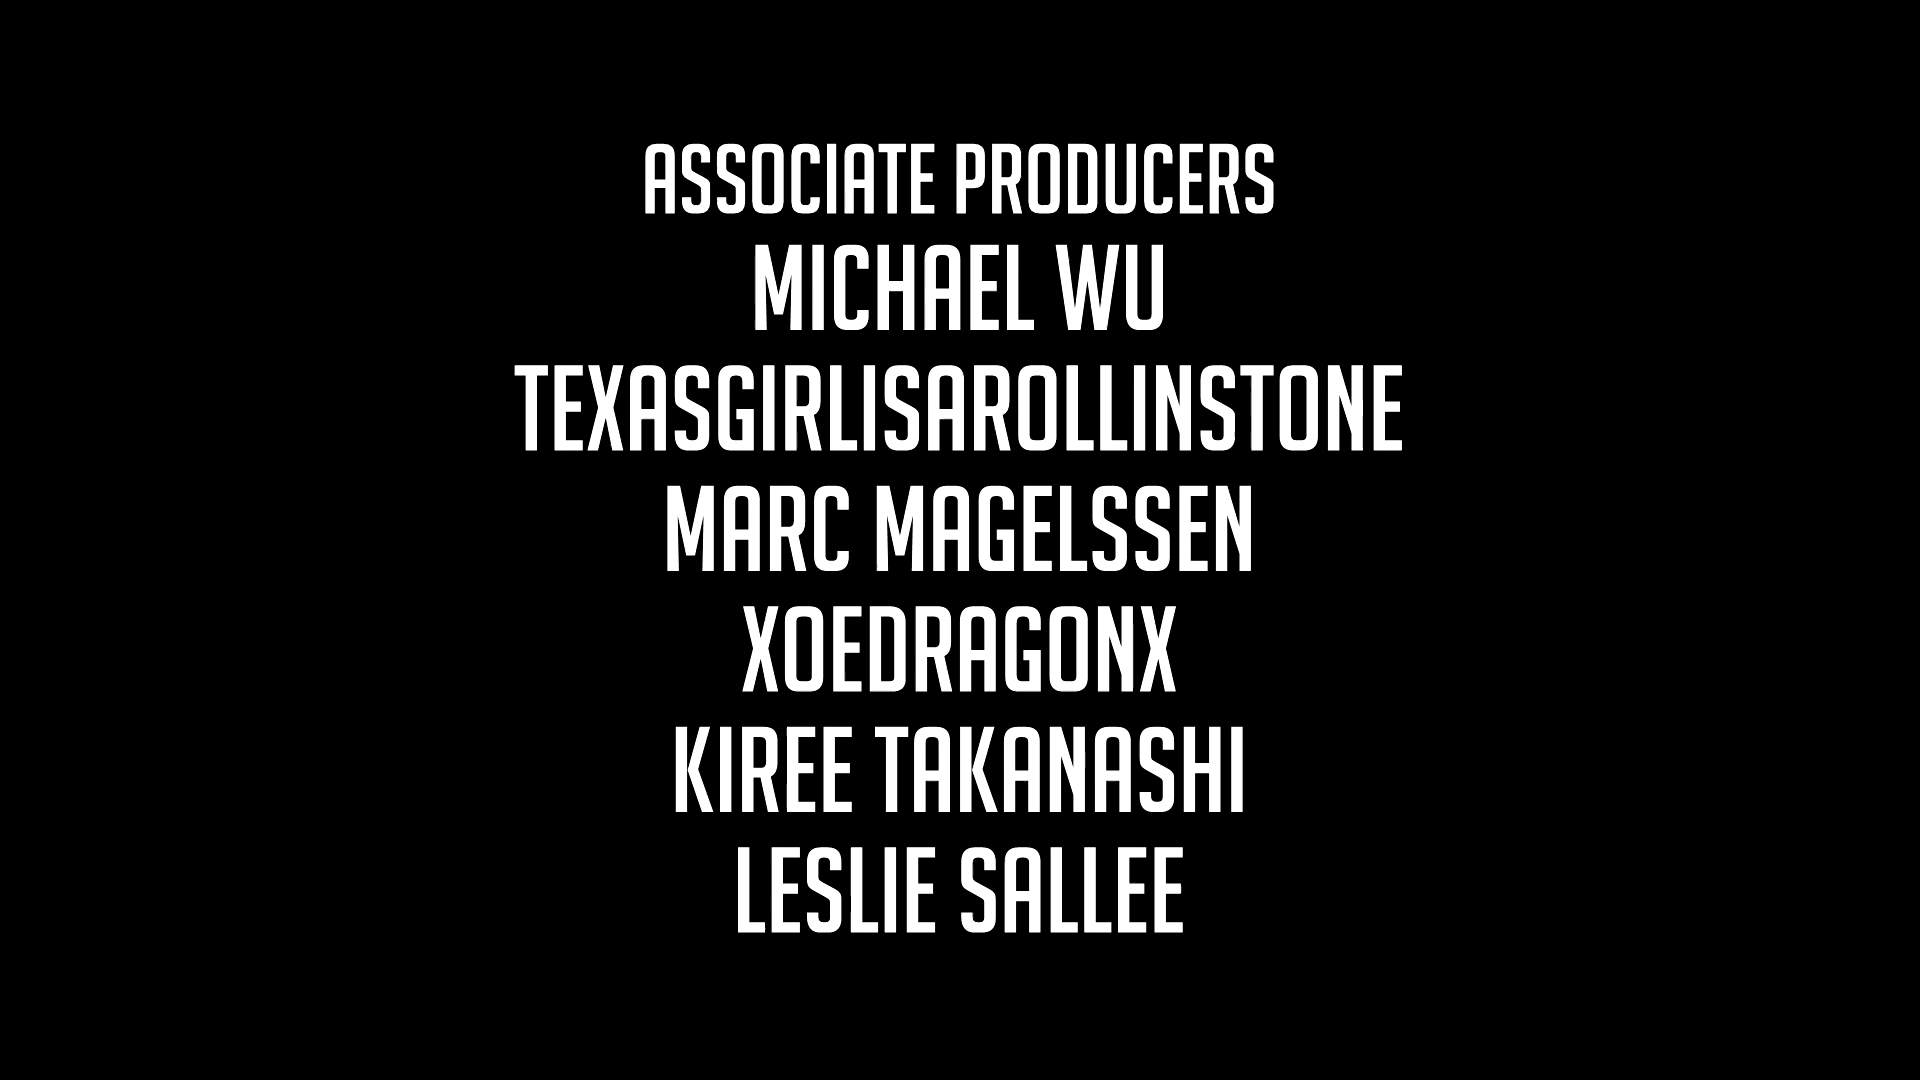 ASSOCIATE PRODUCERS
MICHAEL WU
TEXASGIRLISAROLLINSTONE
MARC MAGELSSEN
XOEDRAGONX
KIREE TAKANASHI
LESLIE SALLEE